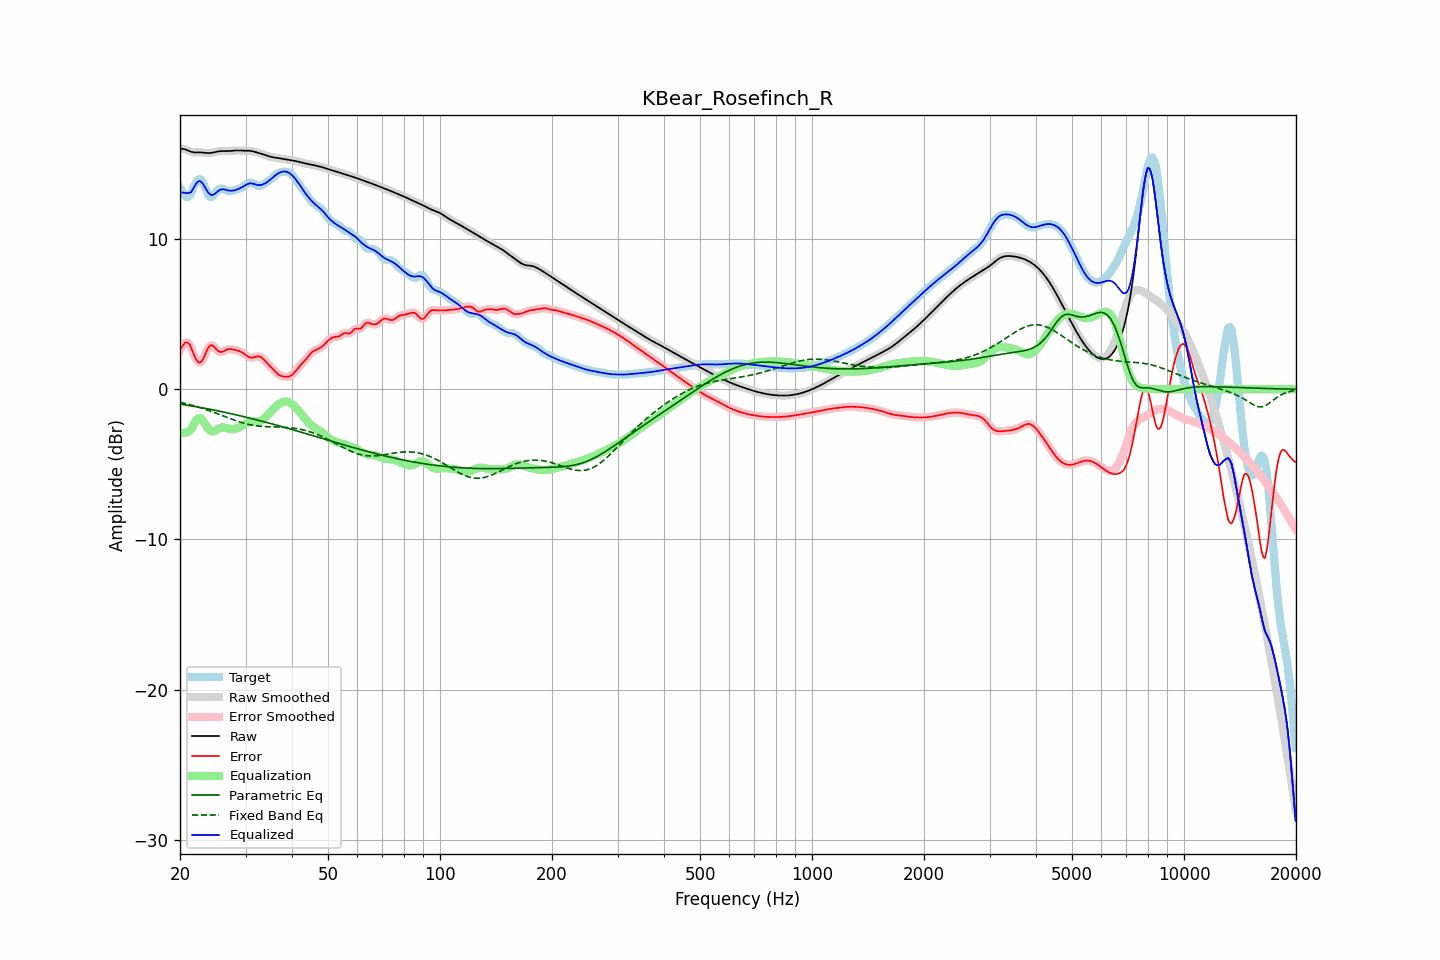 KBear_Rosefinch_R
Amplitude (dBr)
10
0
−10
−20
−30
Target
Raw Smoothed
Error Smoothed
Raw
Error
Equalization
Parametric Eq
Fixed Band Eq
Equalized
20 50 100 200 500 1000 2000 5000 10000 20000
Frequency (Hz)